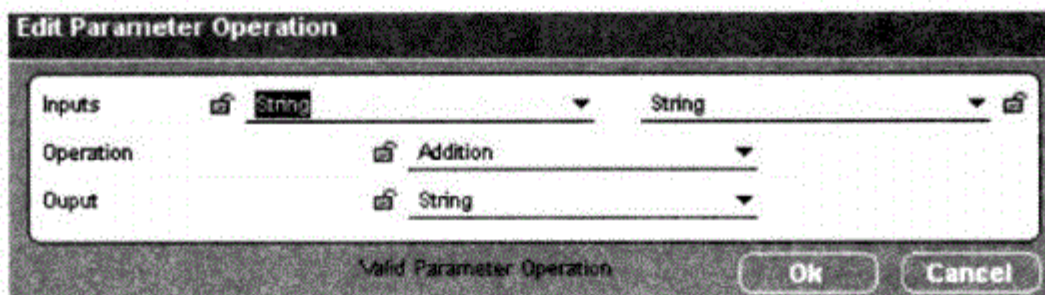 Edit Parameter Operation
Inputs String String
Operation Addition
Ouput String
Valid Parameter Operation Ok Cancel